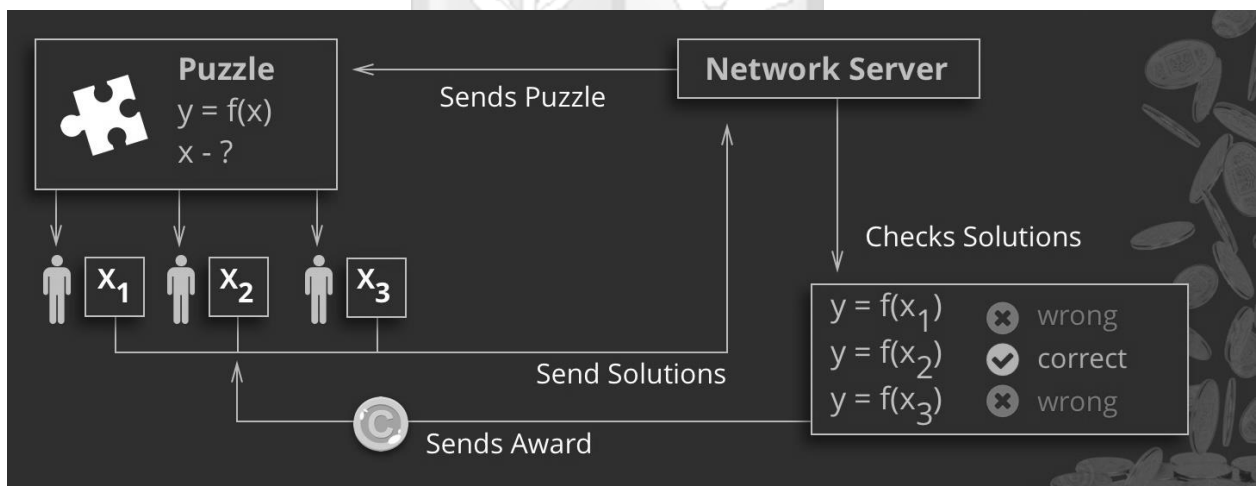 Puzzle
y = f(x)
x - ?
Network Server
Sends Puzzle
Checks Solutions
X₁
X₂
X₃
y = f(x₁) wrong
y = f(x₂) correct
y = f(x₃) wrong
Send Solutions
C
Sends Award